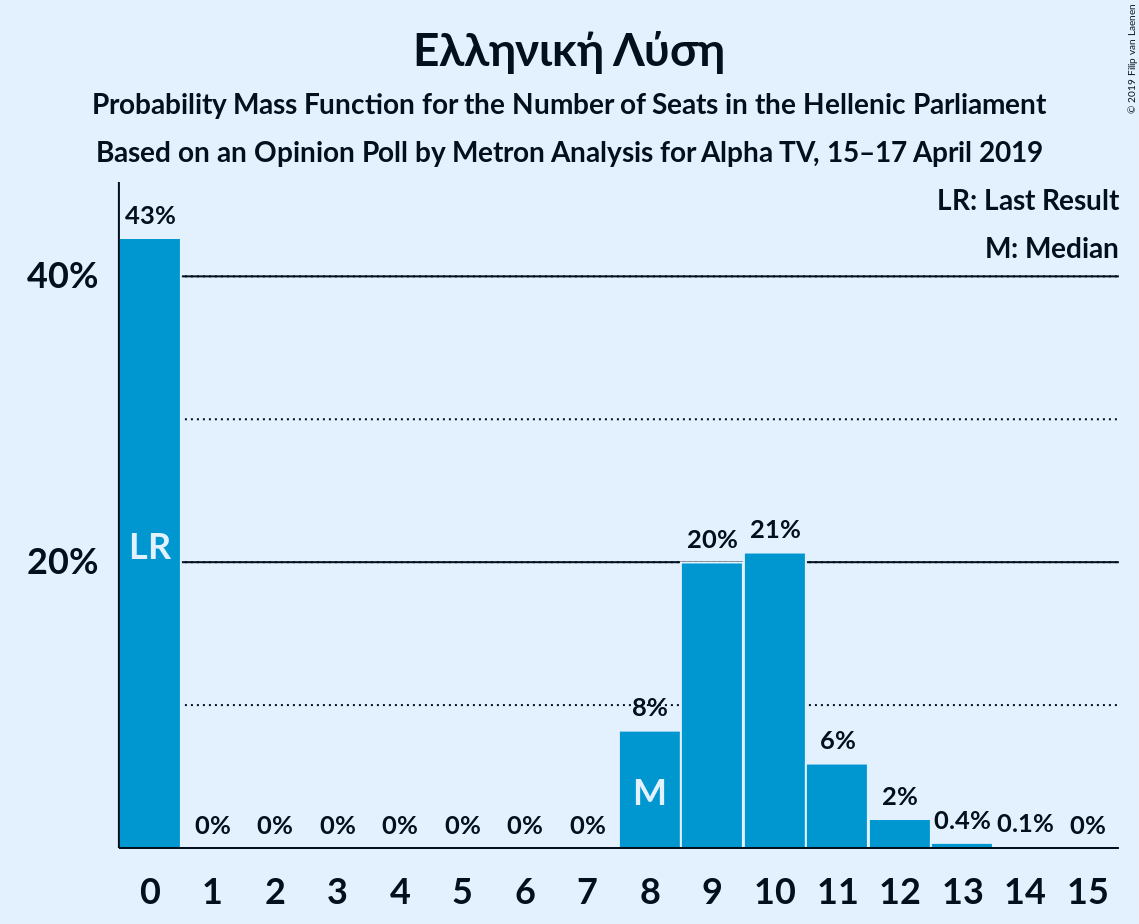 Ελληνική Λύση
Probability Mass Function for the Number of Seats in the Hellenic Parliament
Based on an Opinion Poll by Metron Analysis for Alpha TV, 15–17 April 2019
© 2019 Filip van Laenen
LR: Last Result
M: Median
43%
40%
21%
20%
LR
20%
8%
6%
M
2%
0% 0% 0% 0% 0% 0% 0% 0.4% 0.1% 0%
0 1 2 3 4 5 6 7 8 9 10 11 12 13 14 15